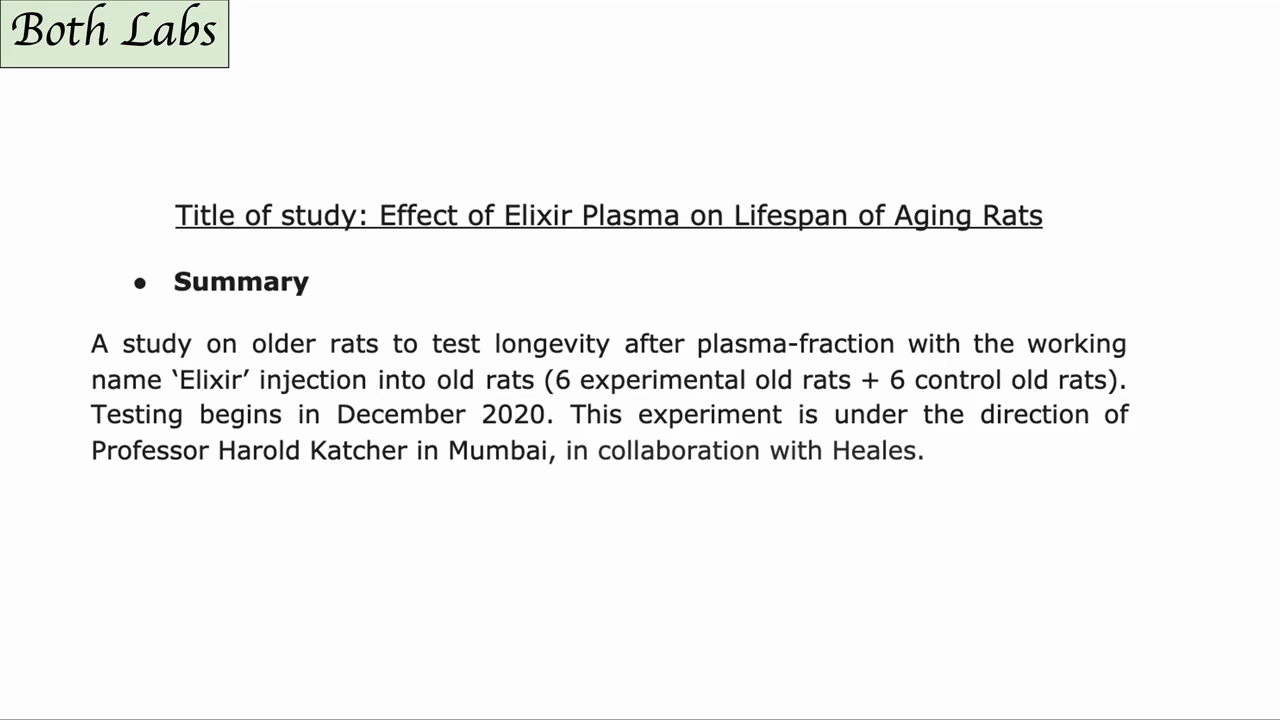 Both Labs
Title of study: Effect of Elixir Plasma on Lifespan of Aging Rats
● Summary
A study on older rats to test longevity after plasma-fraction with the working
name ‘Elixir’ injection into old rats (6 experimental old rats + 6 control old rats).
Testing begins in December 2020. This experiment is under the direction of
Professor Harold Katcher in Mumbai, in collaboration with Heales.